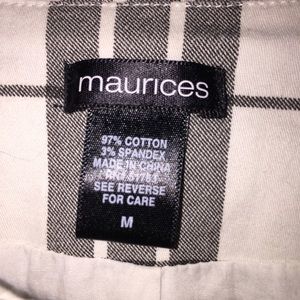 maurices
97% COTTON
3% SPANDEX
MADE IN CHINA
SEE REVERSE
FOR CARE
M